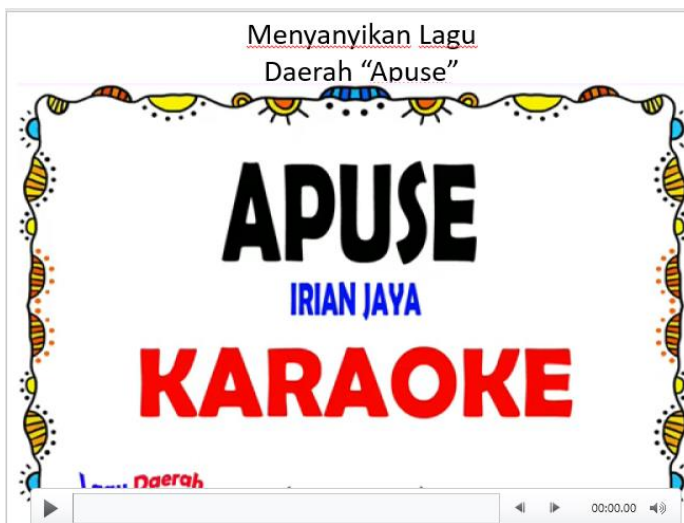 Menyanyikan Lagu
Daerah “Apuse”
APUSE
IRIAN JAYA
KARAOKE
Lagu Daerah
00:00.00